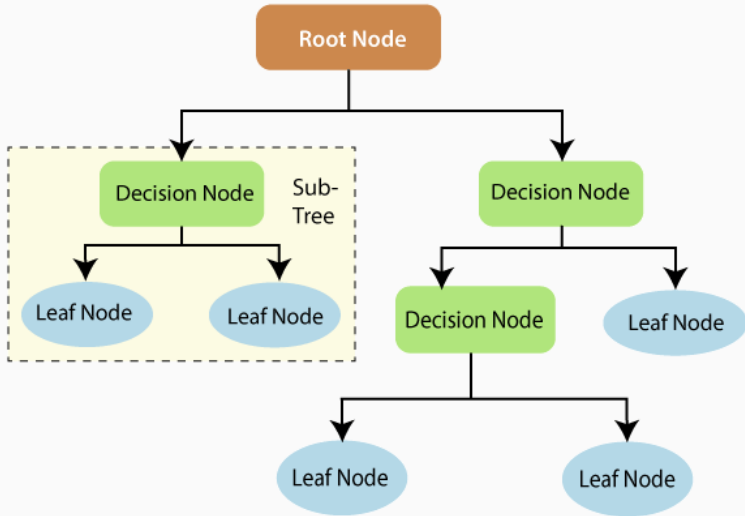 Root Node
Decision Node
Sub-
Tree
Decision Node
Leaf Node
Leaf Node
Decision Node
Leaf Node
Leaf Node
Leaf Node